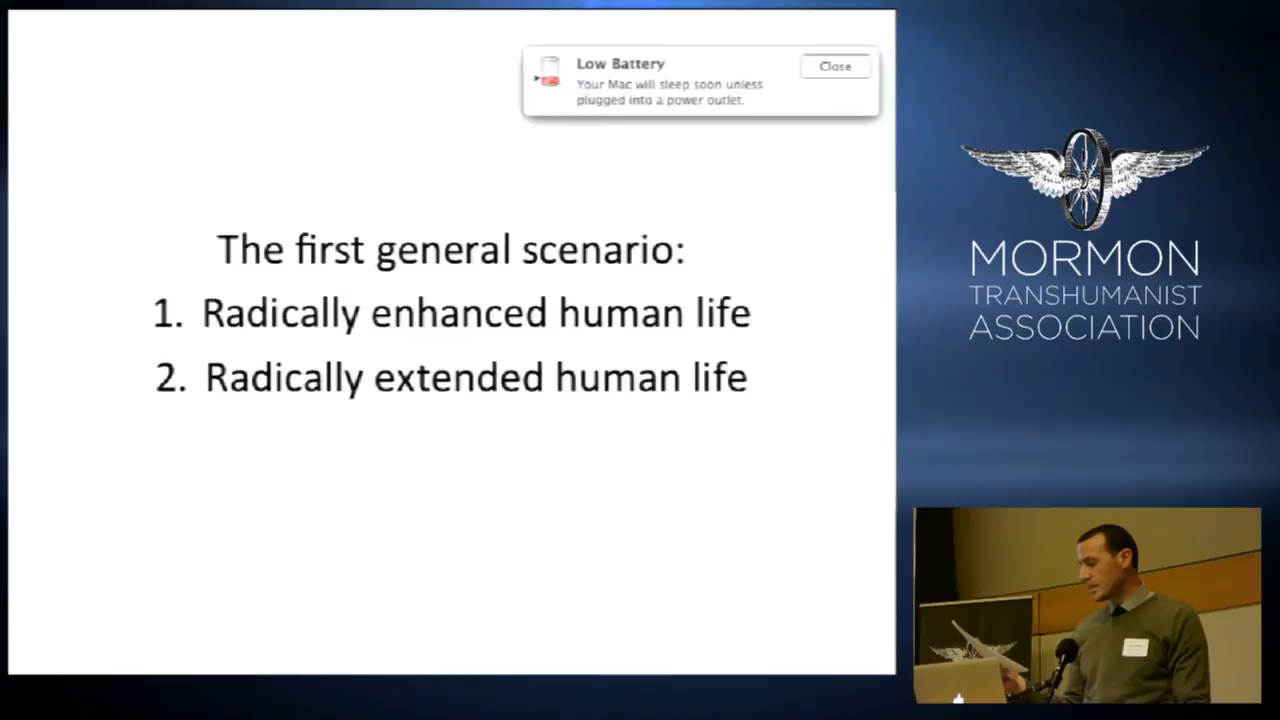 Low Battery
Close
Your Mac will sleep soon unless
plugged into a power outlet.
The first general scenario:
1. Radically enhanced human life
2. Radically extended human life
MORMON
TRANSHUMANIST
ASSOCIATION